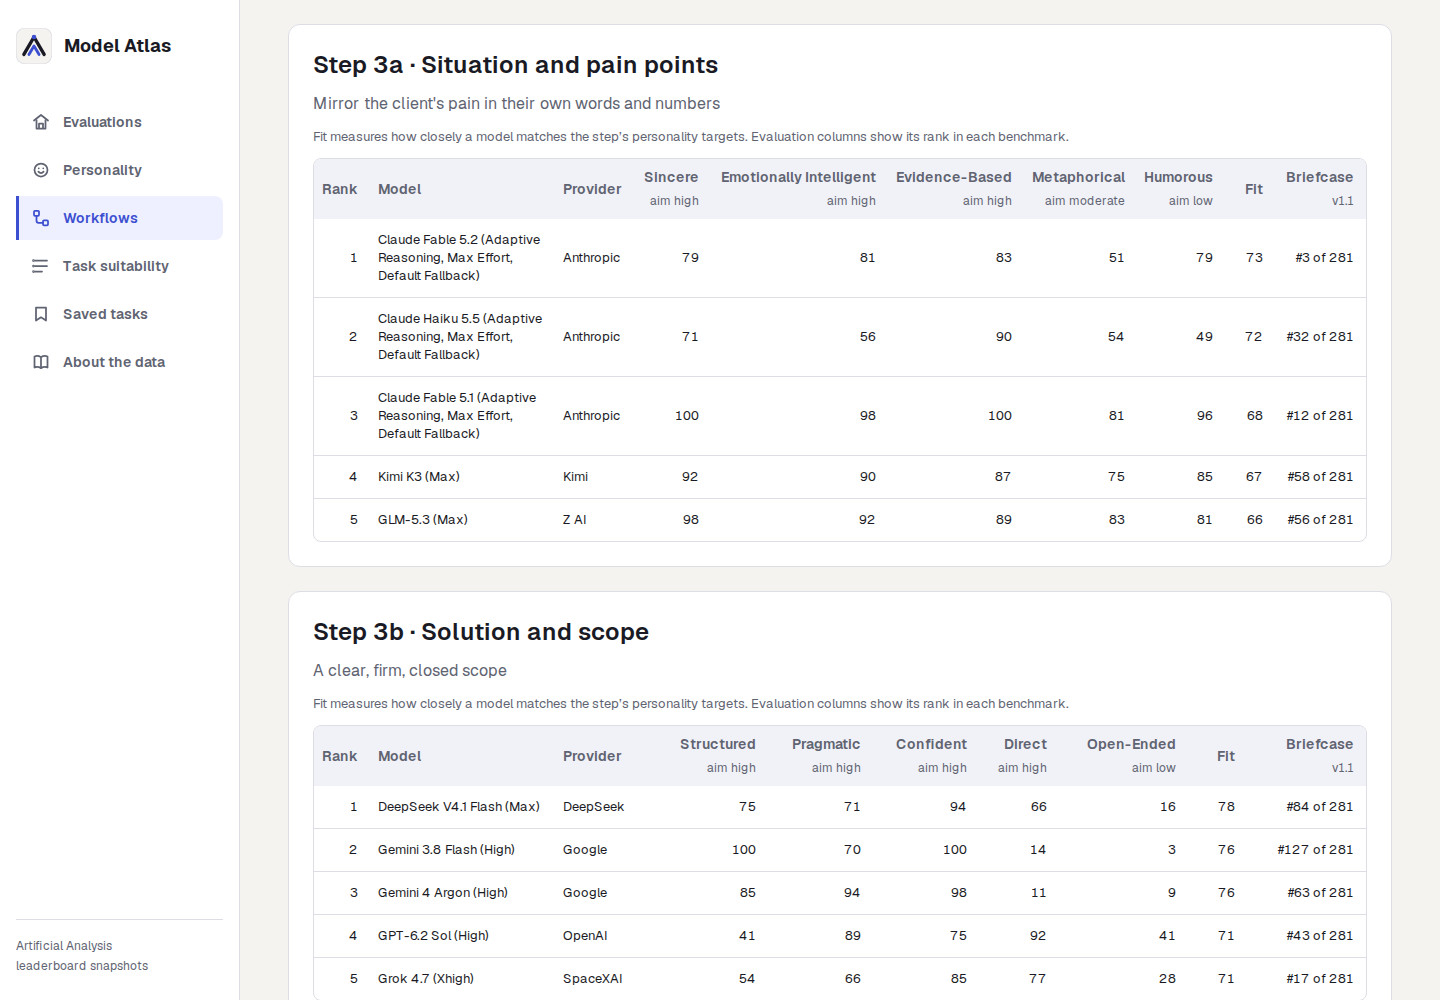 Model Atlas
Evaluations
Personality
Workflows
Task suitability
Saved tasks
About the data
Artificial Analysis
leaderboard snapshots
Step 3a · Situation and pain points
Mirror the client's pain in their own words and numbers
Fit measures how closely a model matches the step's personality targets. Evaluation columns show its rank in each benchmark.
Rank Model Provider Sincere aim high Emotionally Intelligent aim high Evidence-Based aim high Metaphorical aim moderate Humorous aim low Fit Briefcase v1.1
1 Claude Fable 5.2 (Adaptive Reasoning, Max Effort, Default Fallback) Anthropic 79 81 83 51 79 73 #3 of 281
2 Claude Haiku 5.5 (Adaptive Reasoning, Max Effort, Default Fallback) Anthropic 71 56 90 54 49 72 #32 of 281
3 Claude Fable 5.1 (Adaptive Reasoning, Max Effort, Default Fallback) Anthropic 100 98 100 81 96 68 #12 of 281
4 Kimi K3 (Max) Kimi 92 90 87 75 85 67 #58 of 281
5 GLM-5.3 (Max) Z AI 98 92 89 83 81 66 #56 of 281
Step 3b · Solution and scope
A clear, firm, closed scope
Fit measures how closely a model matches the step's personality targets. Evaluation columns show its rank in each benchmark.
Rank Model Provider Structured aim high Pragmatic aim high Confident aim high Direct aim high Open-Ended aim low Fit Briefcase v1.1
1 DeepSeek V4.1 Flash (Max) DeepSeek 75 71 94 66 16 78 #84 of 281
2 Gemini 3.8 Flash (High) Google 100 70 100 14 3 76 #127 of 281
3 Gemini 4 Argon (High) Google 85 94 98 11 9 76 #63 of 281
4 GPT-6.2 Sol (High) OpenAI 41 89 75 92 41 71 #43 of 281
5 Grok 4.7 (Xhigh) SpaceXAI 54 66 85 77 28 71 #17 of 281